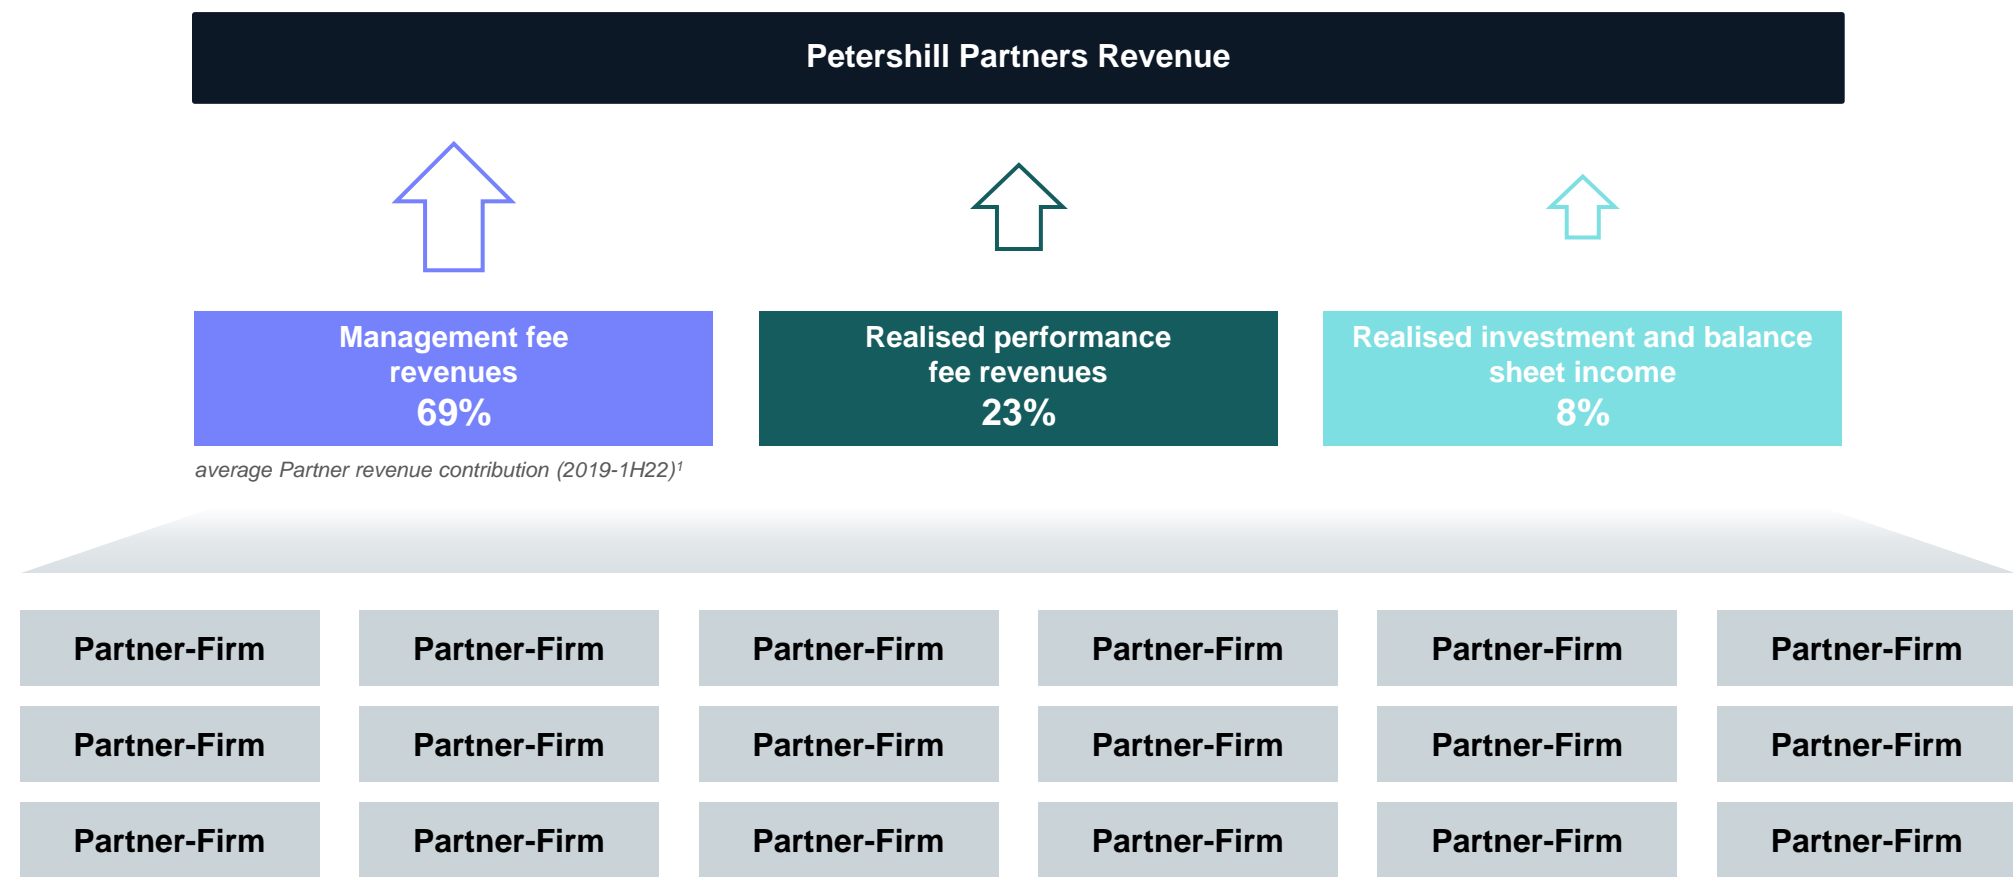 Petershill Partners Revenue
Management fee
revenues
69%
Realised performance
fee revenues
23%
Realised investment and balance
sheet income
8%
average Partner revenue contribution (2019-1H22)¹
Partner-Firm Partner-Firm Partner-Firm Partner-Firm Partner-Firm Partner-Firm
Partner-Firm Partner-Firm Partner-Firm Partner-Firm Partner-Firm Partner-Firm
Partner-Firm Partner-Firm Partner-Firm Partner-Firm Partner-Firm Partner-Firm